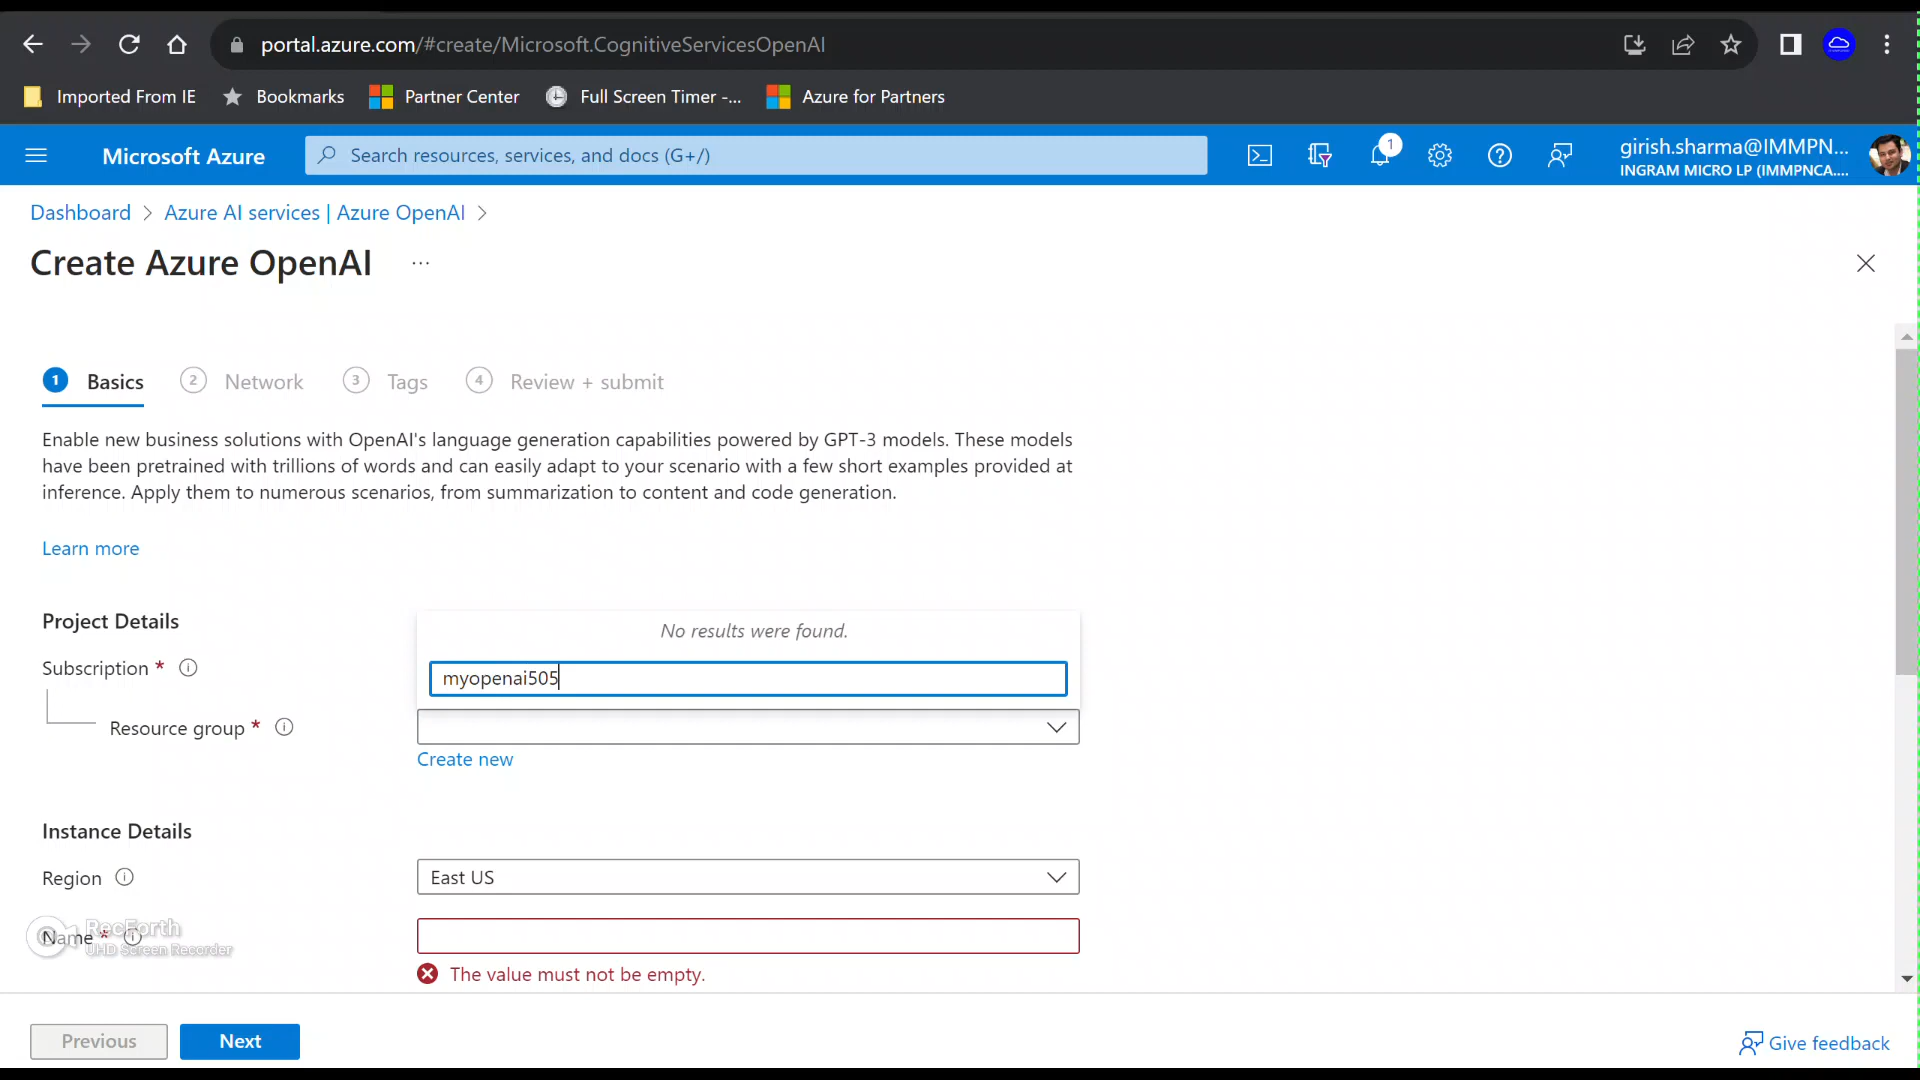 portal.azure.com/#create/Microsoft.CognitiveServicesOpenAI
Imported From IE
Bookmarks
Partner Center
Full Screen Timer -...
Azure for Partners
Microsoft Azure
Search resources, services, and docs (G+/)
1
girish.sharma@IMMPN...
INGRAM MICRO LP (IMMPNCA....
Dashboard > Azure AI services | Azure OpenAI >
Create Azure OpenAI ...
1 Basics 2 Network 3 Tags 4 Review + submit
Enable new business solutions with OpenAI's language generation capabilities powered by GPT-3 models. These models
have been pretrained with trillions of words and can easily adapt to your scenario with a few short examples provided at
inference. Apply them to numerous scenarios, from summarization to content and code generation.
Learn more
Project Details
No results were found.
Subscription *
myopenai505
Resource group *
Create new
Instance Details
Region
East US
Name *
RecForth
UHD Screen Recorder
The value must not be empty.
Previous
Next
Give feedback